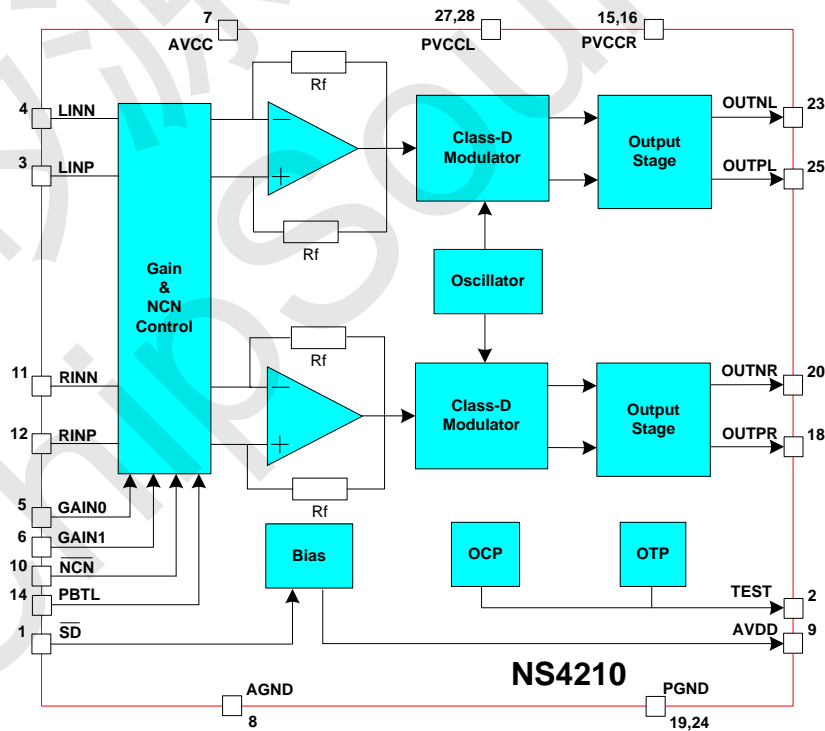 7
AVCC
27,28
PVCCL
15,16
PVCCR
Rf
4
LINN
3
LINP
Gain
&
NCN
Control
Rf
Class-D
Modulator
Output
Stage
OUTNL
23
OUTPL
25
Oscillator
Rf
11
RINN
12
RINP
Rf
Class-D
Modulator
Output
Stage
OUTNR
20
OUTPR
18
5
GAIN0
6
GAIN1
10
NCN
14
PBTL
1
SD
Bias
OCP
OTP
TEST
2
AVDD
9
NS4210
AGND
8
PGND
19,24
ChipSour